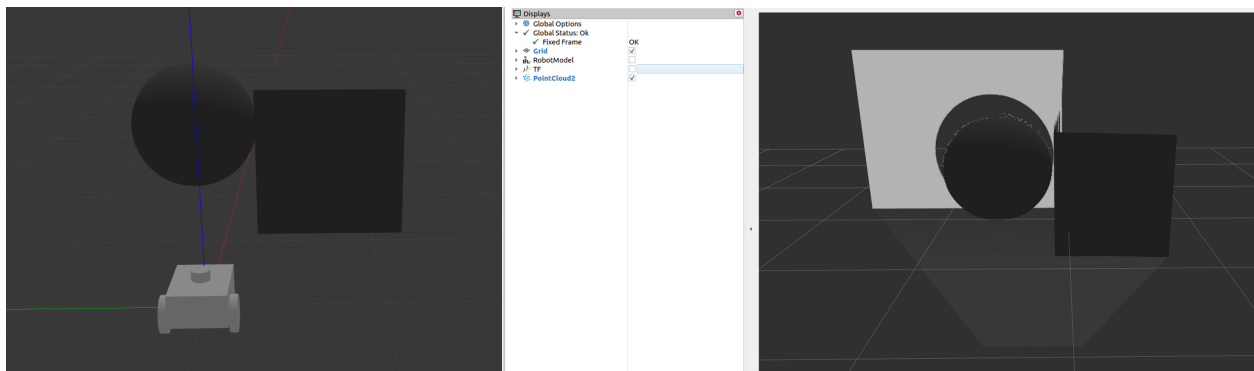 Displays
Global Options
Global Status: Ok
Fixed Frame OK
Grid
RobotModel
TF
PointCloud2